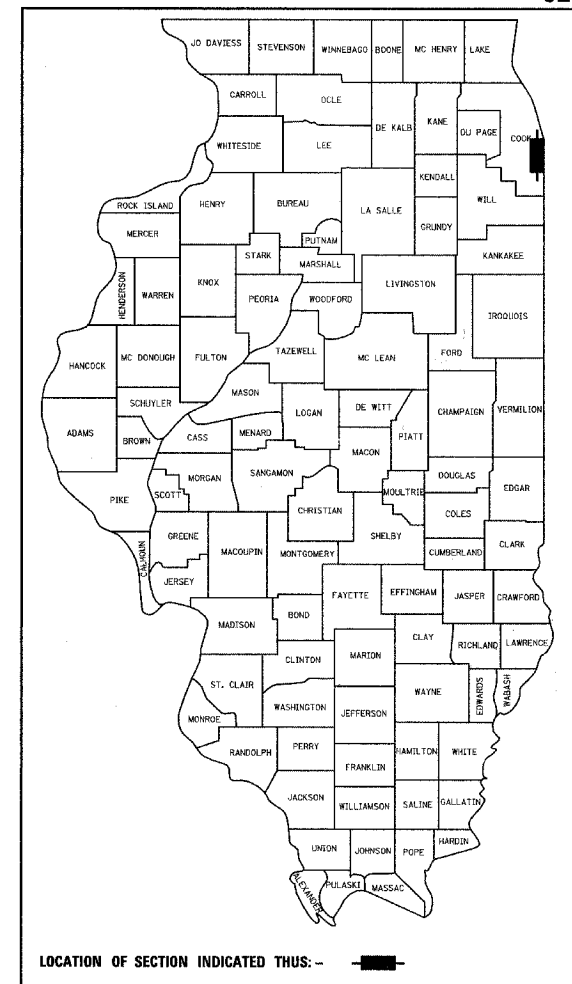 JO DAVIESS STEVENSON WINNEBAGO BOONE MC HENRY LAKE
CARROLL OCLE DE KALB KANE DU PAGE COOK
WHITESIDE LEE
KENDALL
ROCK ISLAND HENRY BUREAU LA SALLE WILL
MERCER PUTNAM GRUNDY
STARK MARSHALL KANKAKEE
HENDERSON WARREN KNOX PEORIA WOODFORD LIVINGSTON
IROQUOIS
HANCOCK MC DONOUGH FULTON TAZEWELL MC LEAN FORD
MASON
SCHUYLER LOGAN DE WITT CHAMPAIGN VERMILION
ADAMS BROWN CASS MENARD PIATT
MACON
PIKE SCOTT MORGAN SANGAMON MOULTRIE DOUGLAS EDGAR
CHRISTIAN COLES
CALHOUN GREENE MACOUPIN MONTGOMERY SHELBY CUMBERLAND CLARK
JERSEY
FAYETTE EFFINGHAM JASPER CRAWFORD
MADISON BOND
CLAY RICHLAND LAWRENCE
CLINTON MARION
ST. CLAIR WAYNE EDWARDS WABASH
MONROE WASHINGTON JEFFERSON
RANDOLPH PERRY HAMILTON WHITE
FRANKLIN
JACKSON WILLIAMSON SALINE GALLATIN
UNION JOHNSON POPE HARDIN
ALEXANDER PULASKI MASSAC
LOCATION OF SECTION INDICATED THUS: -